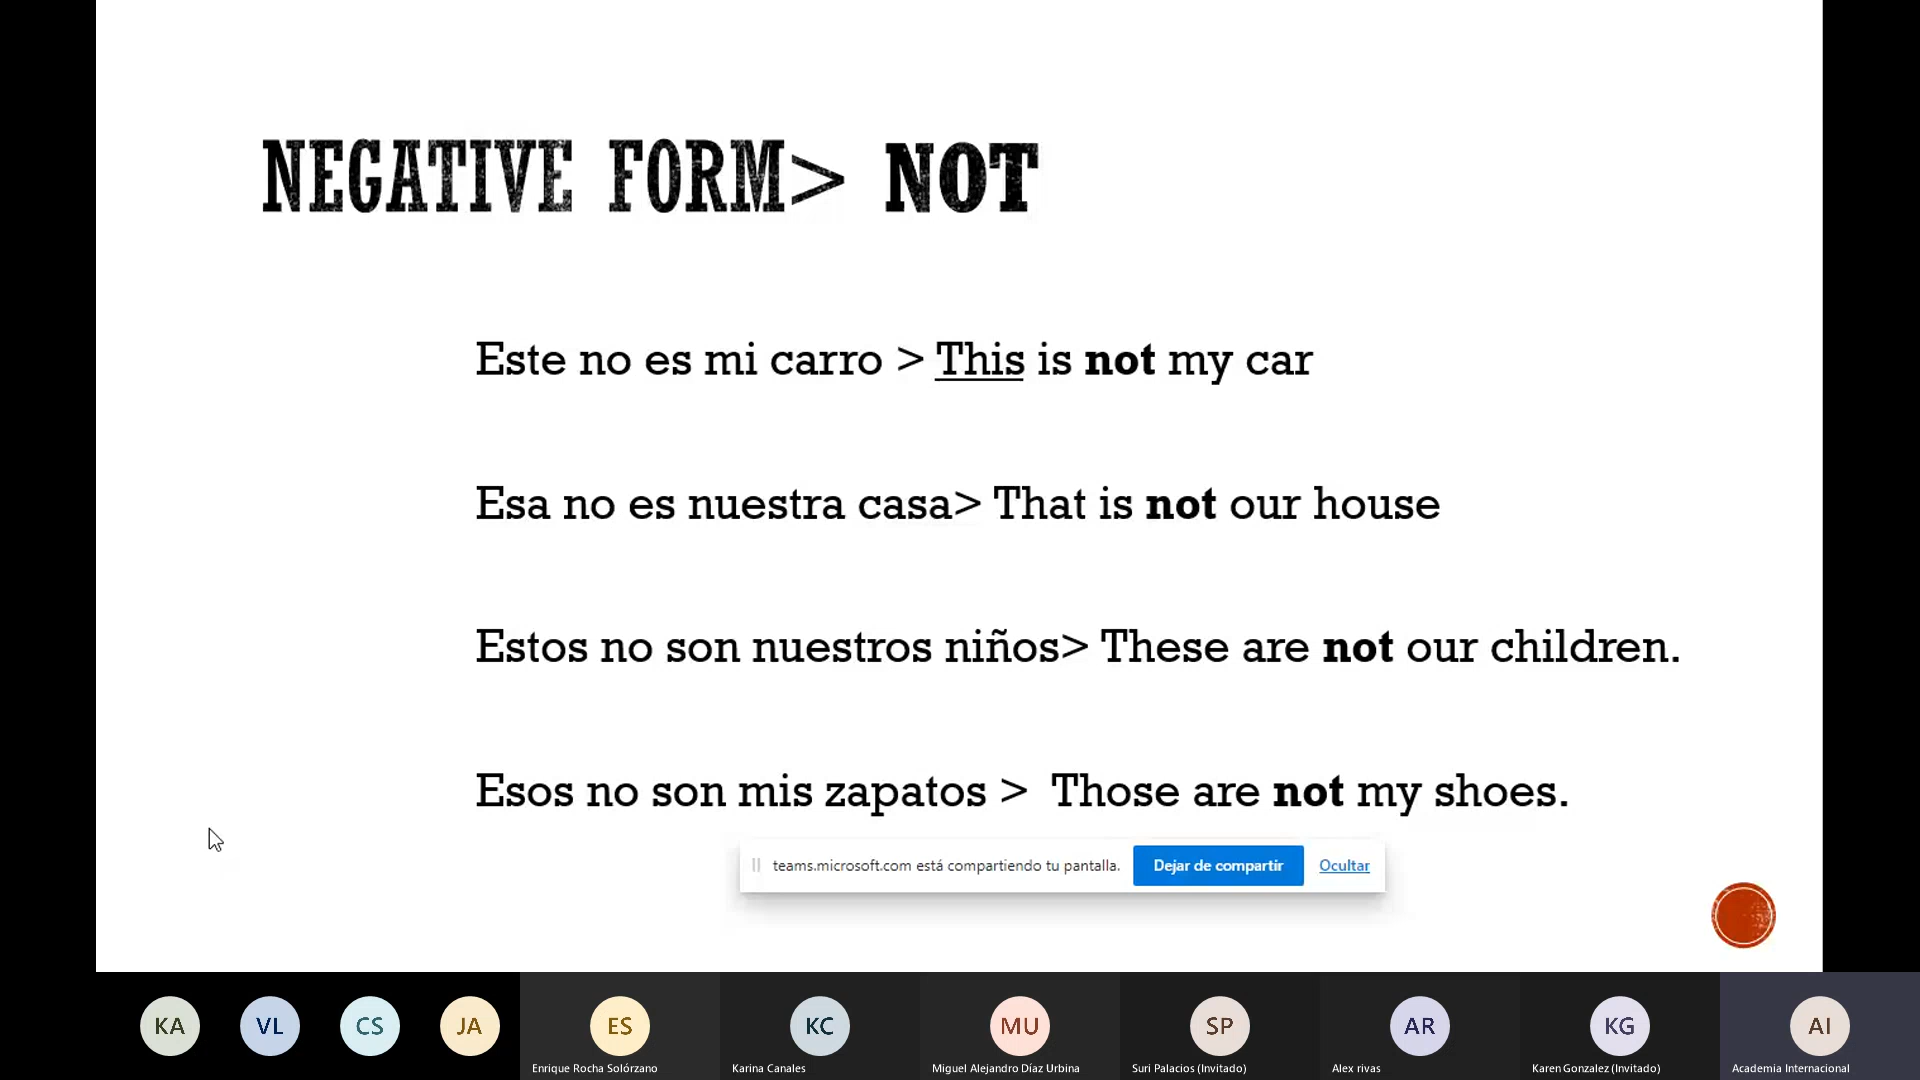 NEGATIVE FORM> NOT
Este no es mi carro > This is not my car
Esa no es nuestra casa> That is not our house
Estos no son nuestros niños> These are not our children.
Esos no son mis zapatos > Those are not my shoes.
teams.microsoft.com está compartiendo tu pantalla. Dejar de compartir Ocultar
KA VL CS JA ES KC MU SP AR KG AI
Enrique Rocha Solórzano Karina Canales Miguel Alejandro Díaz Urbina Suri Palacios (Invitado) Alex rivas Karen Gonzalez (Invitado) Academia Internacional